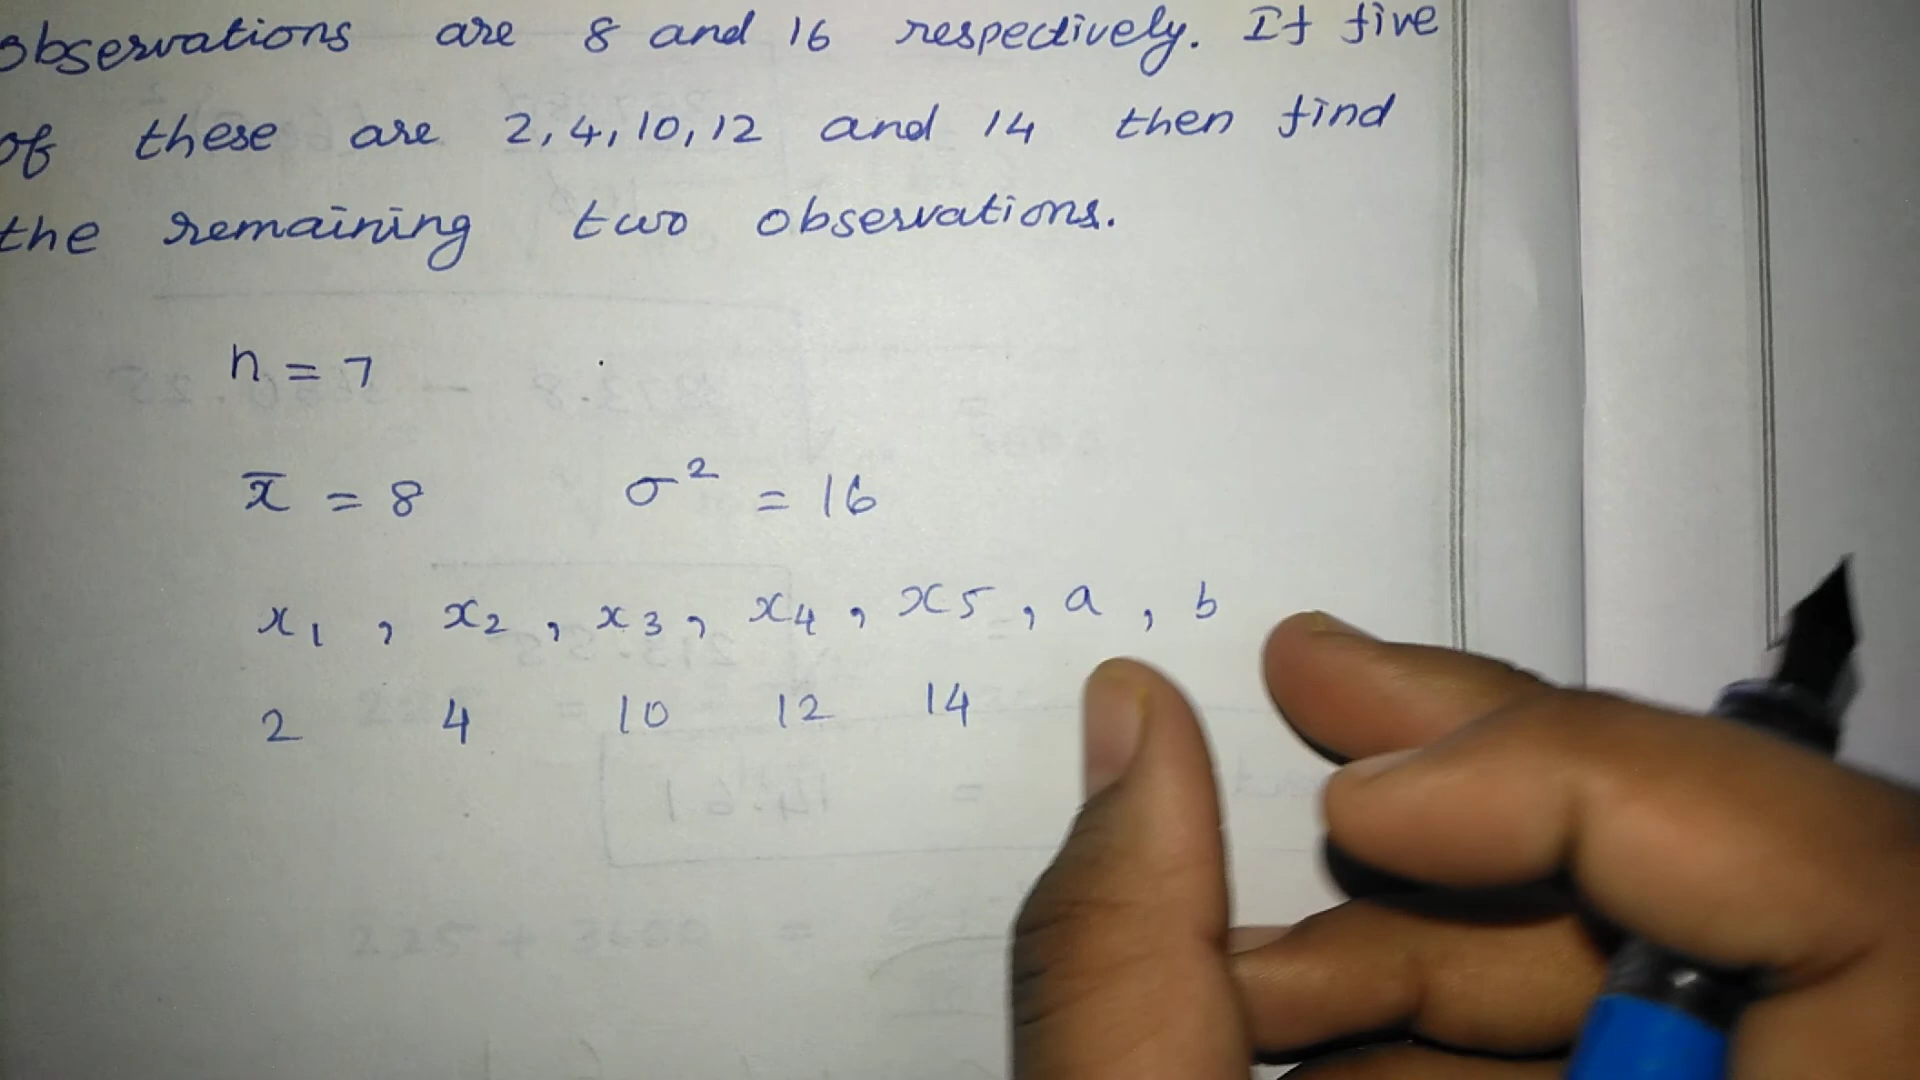 observations are 8 and 16 respectively. If five
of these are 2, 4, 10, 12 and 14 then find
the remaining two observations.
n = 7
x̄ = 8 σ² = 16
x₁, x₂, x₃, x₄, x5, a, b
2 4 10 12 14